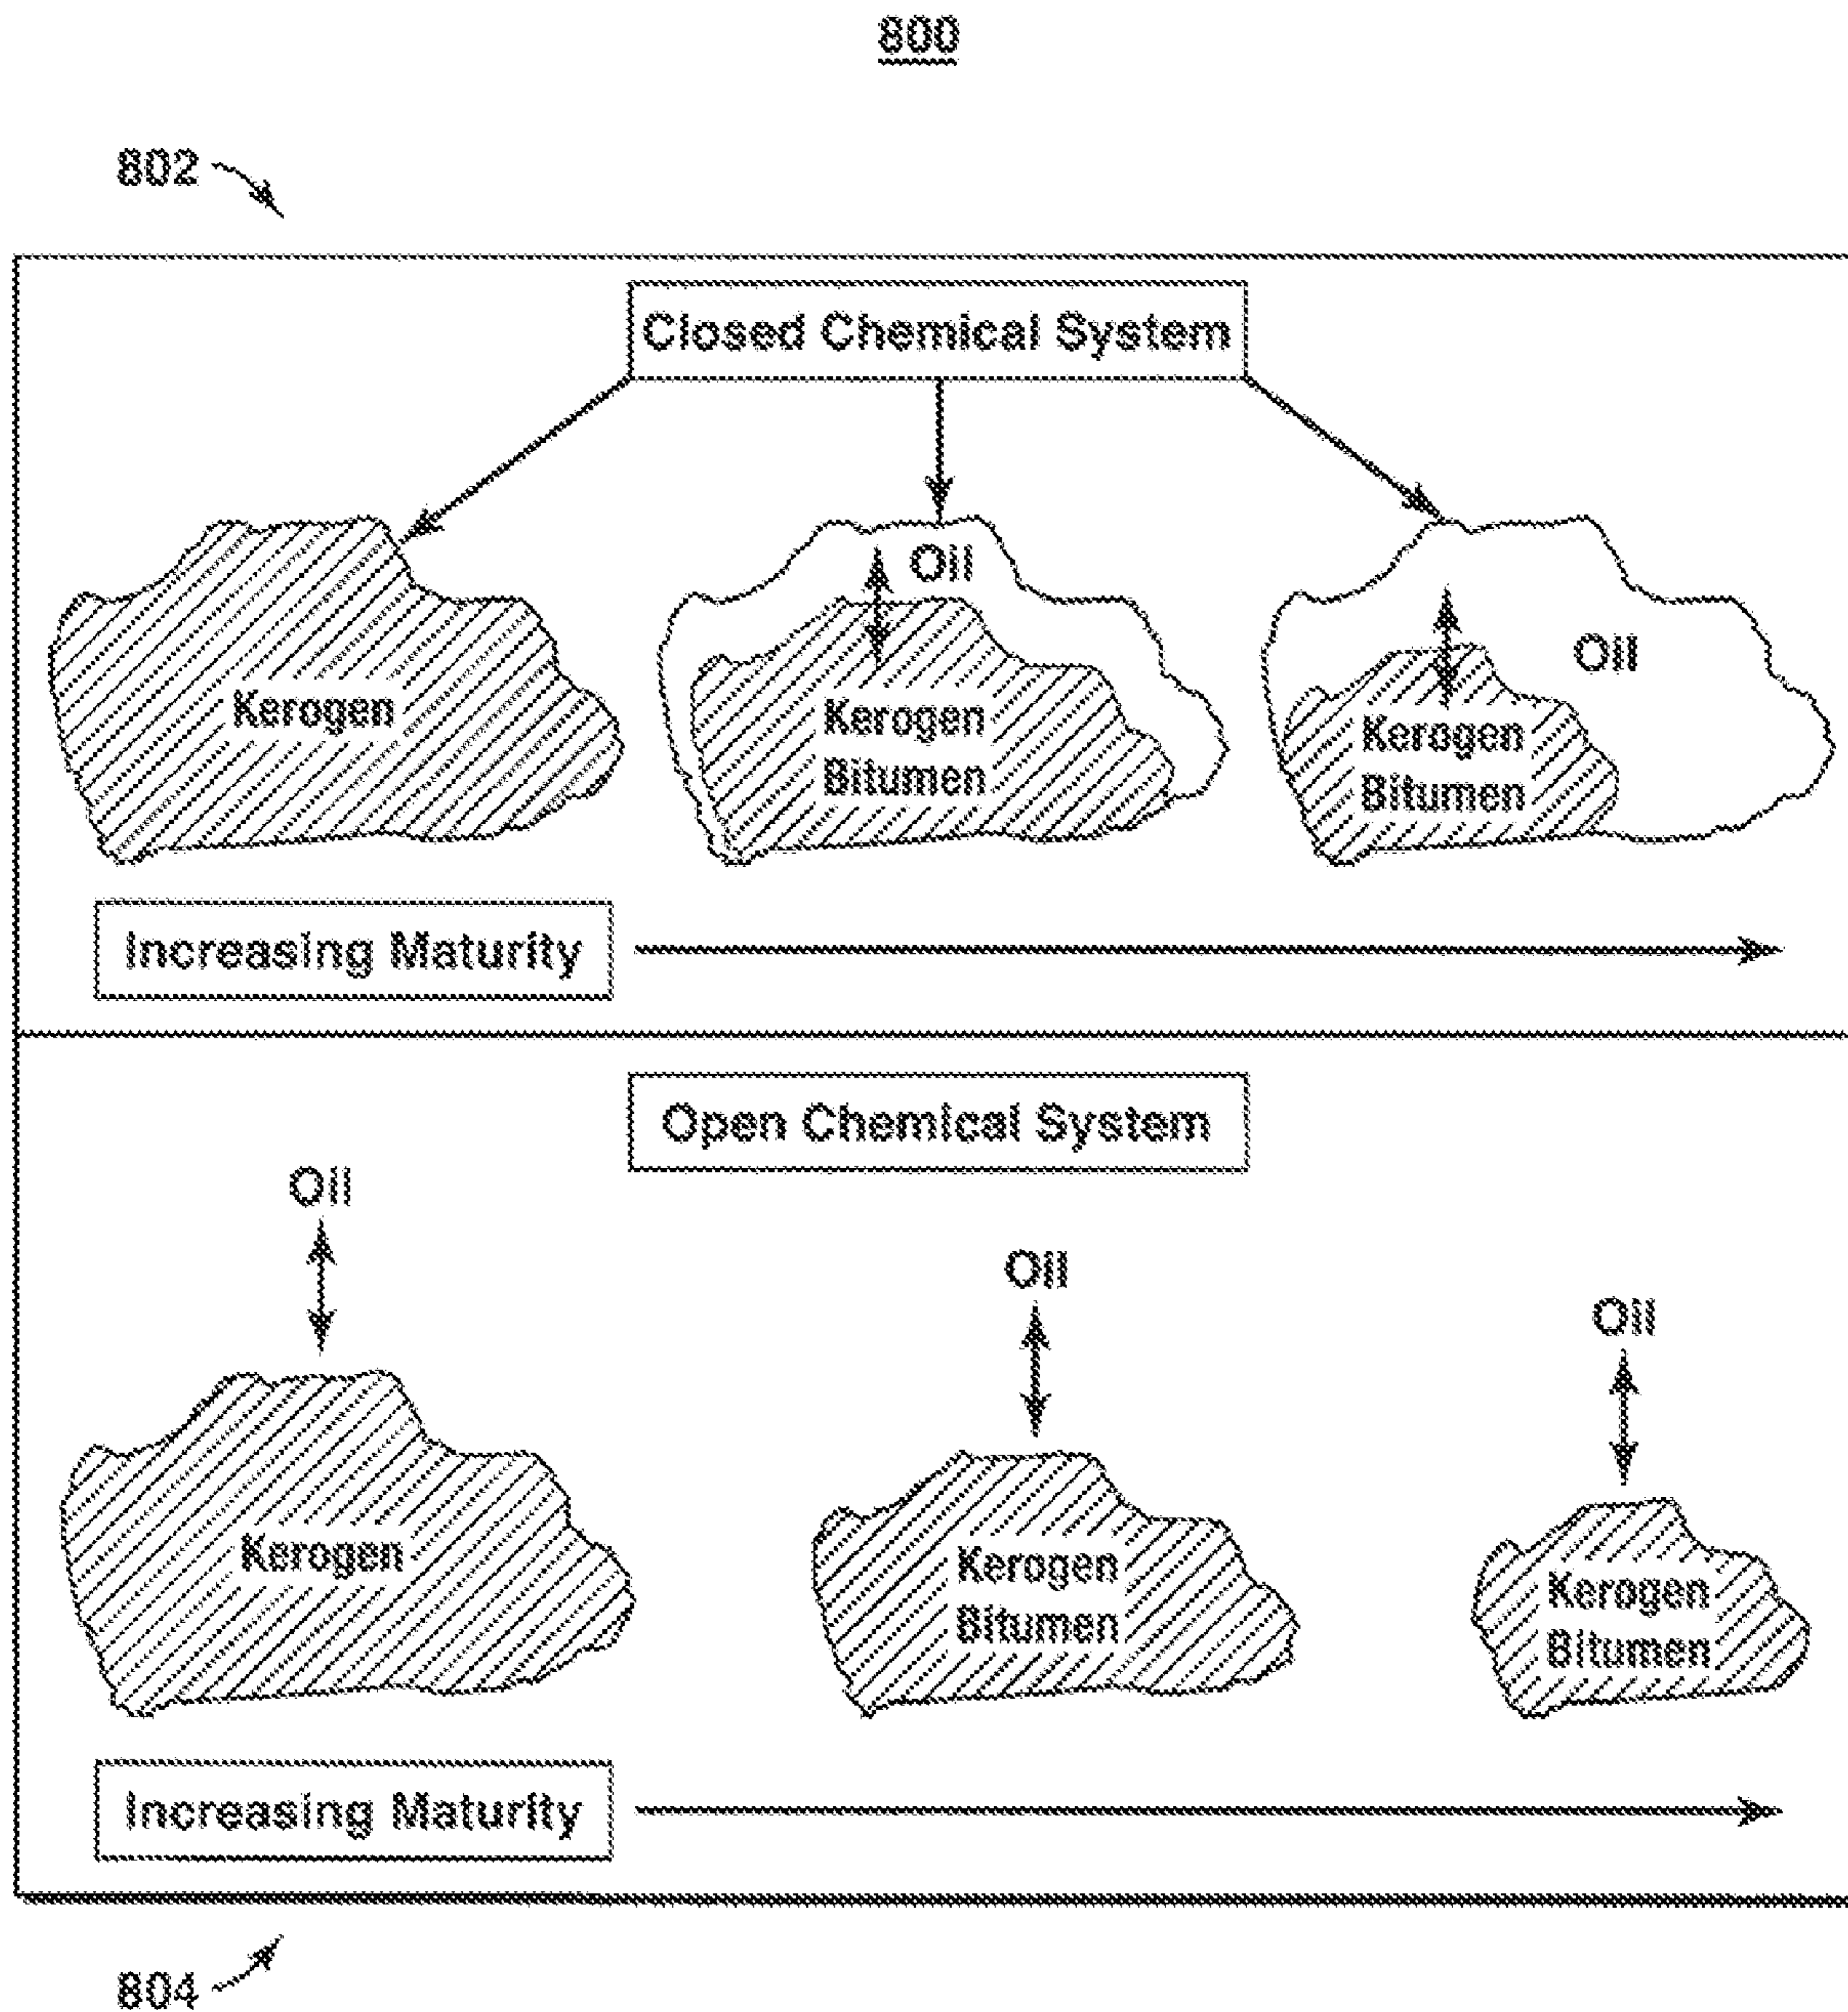 800
802
Closed Chemical System
Kerogen
Oil
Kerogen
Bitumen
Oil
Kerogen
Bitumen
Increasing Maturity
Open Chemical System
Oil
Oil
Oil
Kerogen
Kerogen
Bitumen
Kerogen
Bitumen
Increasing Maturity
804